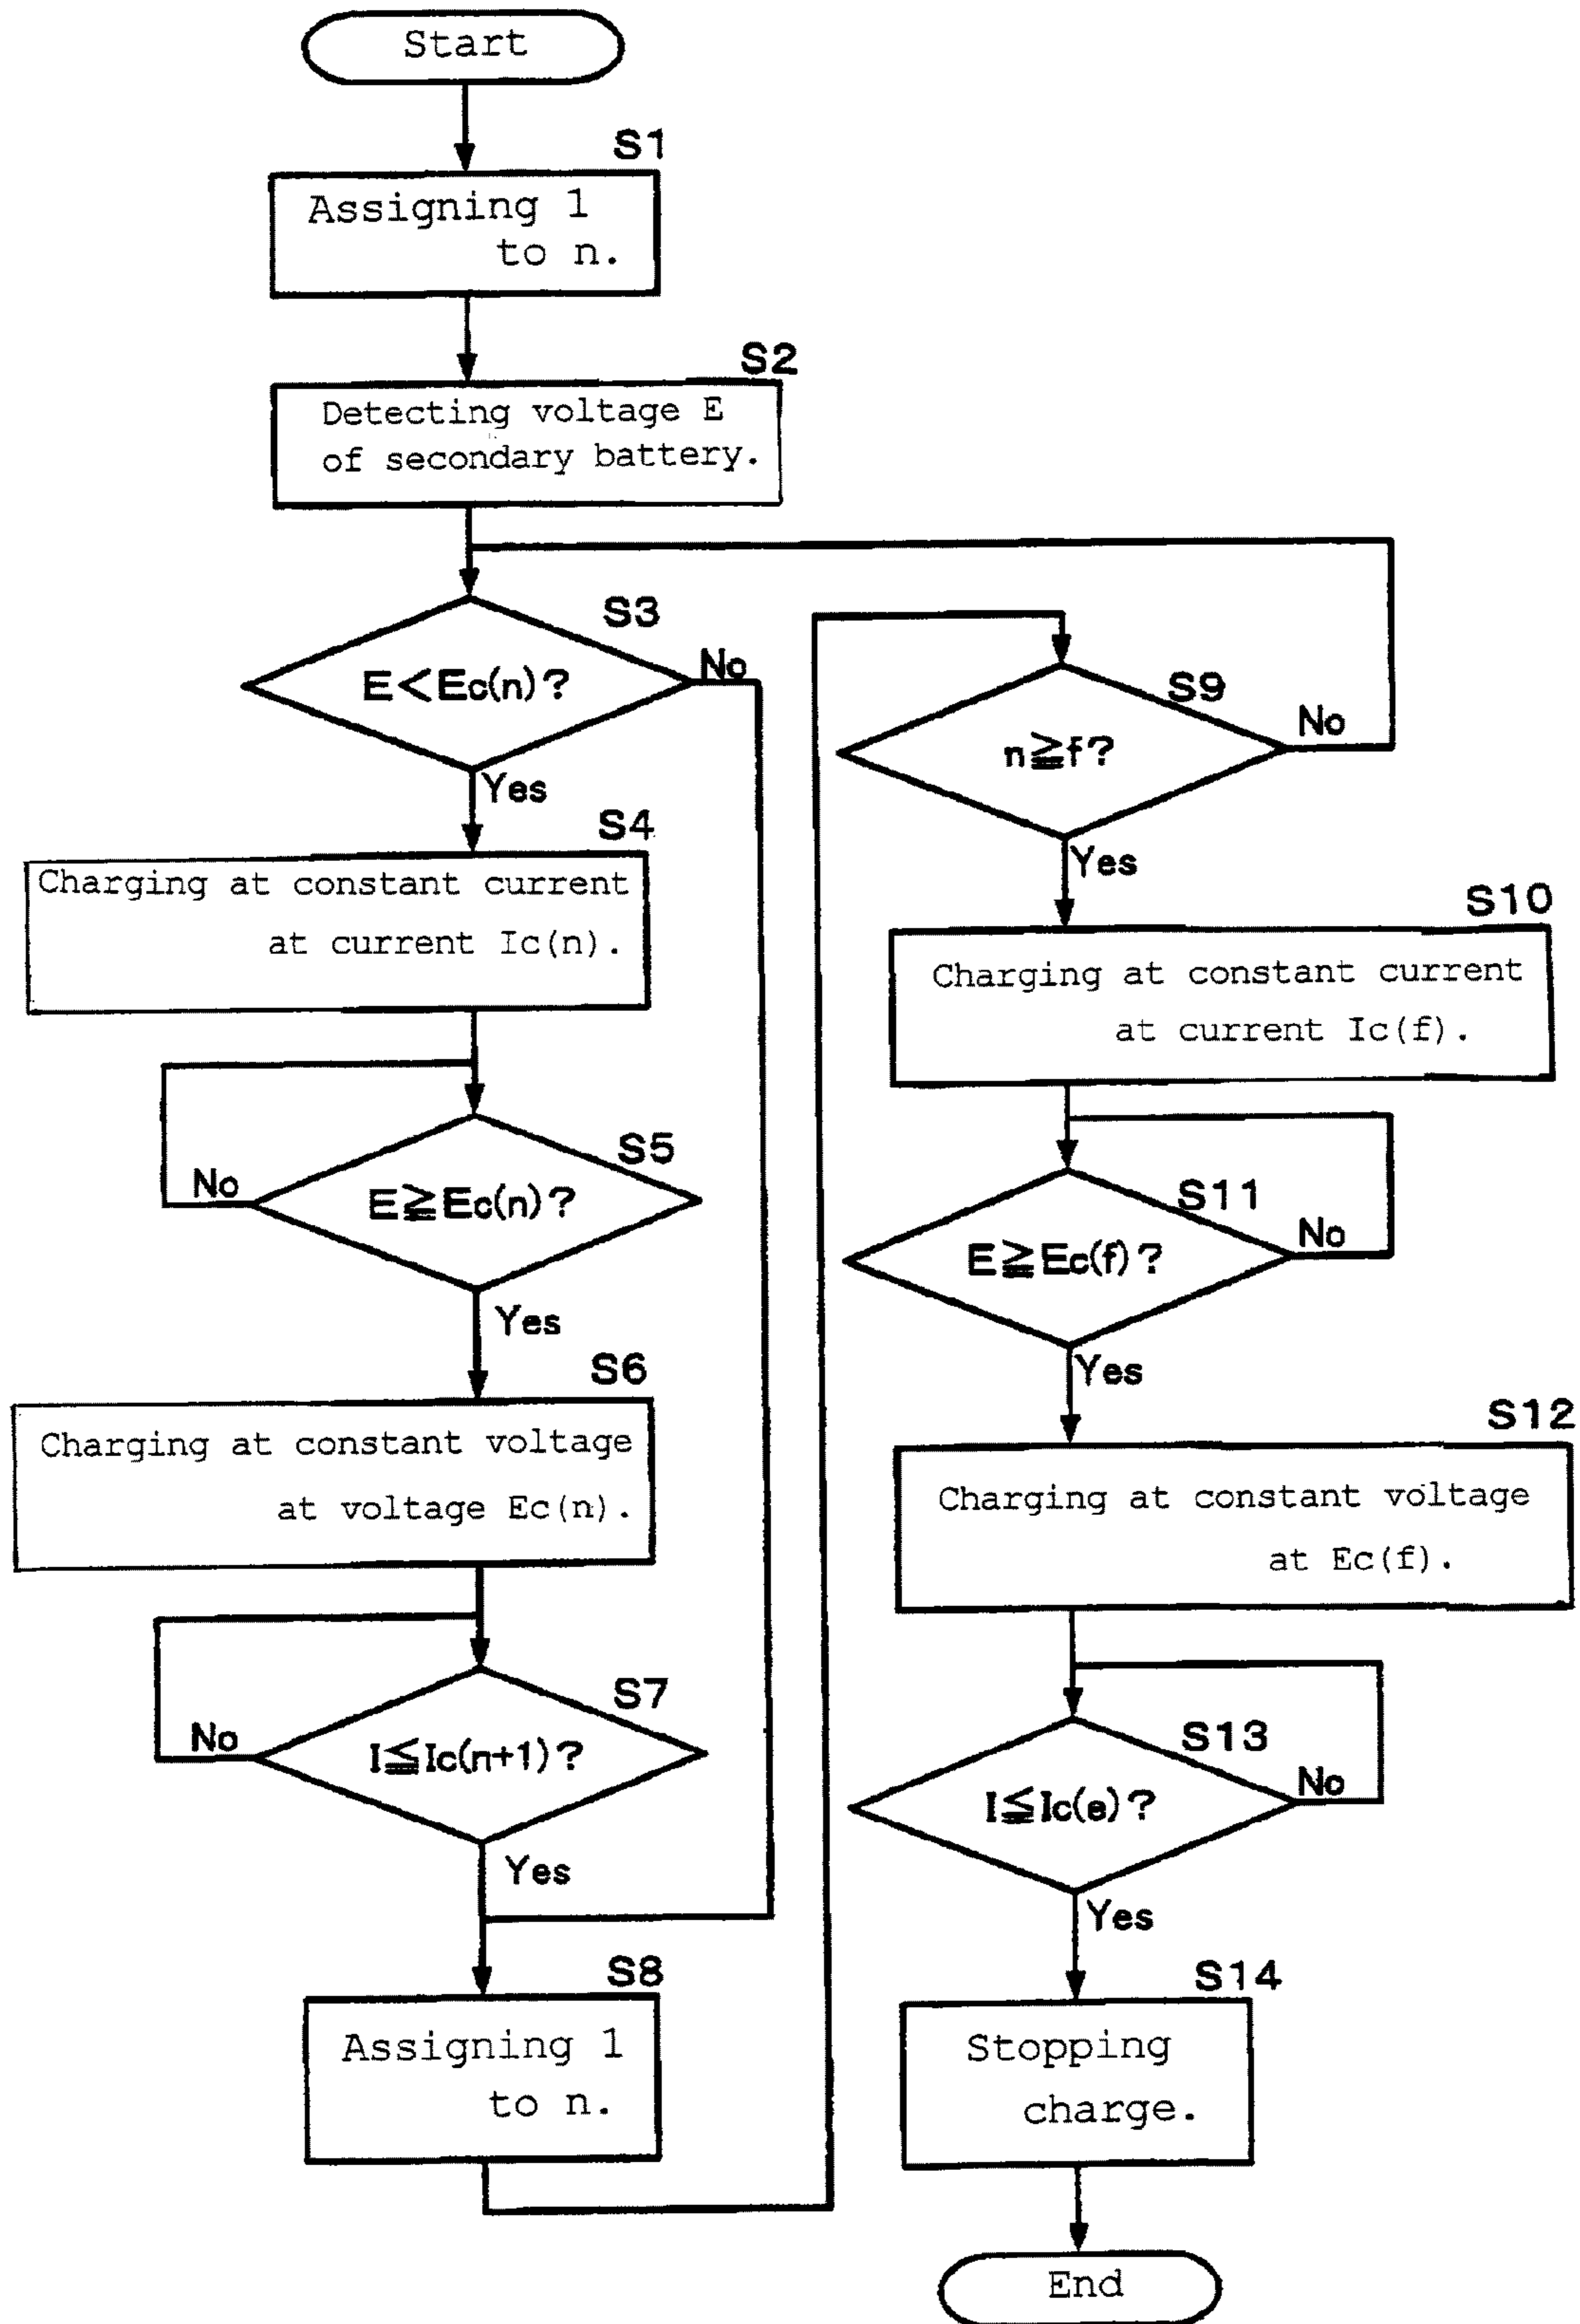 Start
S1
Assigning 1
to n.
S2
Detecting voltage E
of secondary battery.
S3
E<Ec(n)?
No
Yes
S4
Charging at constant current
at current Ic(n).
S5
E≧Ec(n)?
No
Yes
S6
Charging at constant voltage
at voltage Ec(n).
S7
I≦Ic(n+1)?
No
Yes
S8
Assigning 1
to n.
S9
n≧f?
No
Yes
S10
Charging at constant current
at current Ic(f).
S11
E≧Ec(f)?
No
Yes
S12
Charging at constant voltage
at Ec(f).
S13
I≦Ic(e)?
No
Yes
S14
Stopping
charge.
End